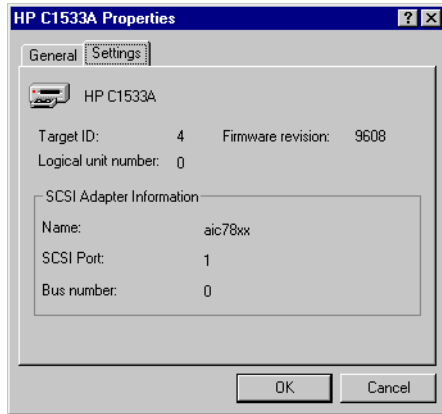 HP C1533A Properties
General Settings
HP C1533A
Target ID: 4 Firmware revision: 9608
Logical unit number: 0
SCSI Adapter Information
Name: aic78xx
SCSI Port: 1
Bus number: 0
OK Cancel